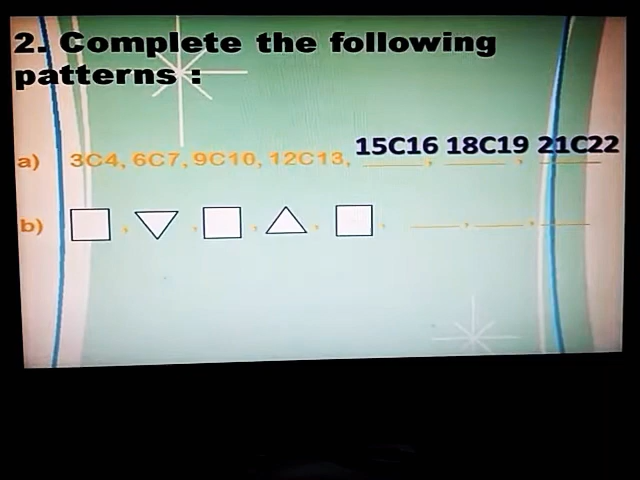 2. Complete the following
patterns :
a) 3C4, 6C7, 9C10, 12C13, 15C16, 18C19, 21C22
b)